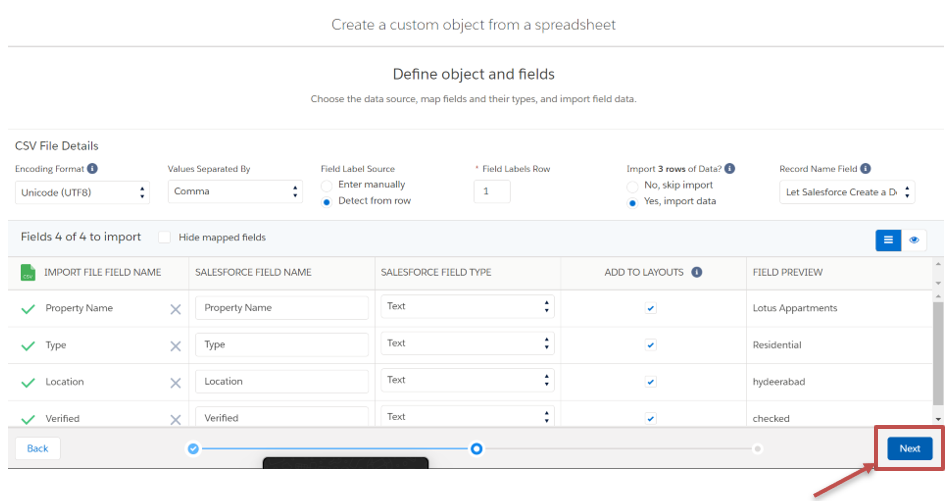 Create a custom object from a spreadsheet
Define object and fields
Choose the data source, map fields and their types, and import field data.
CSV File Details
Encoding Format Values Separated By Field Label Source * Field Labels Row Import 3 rows of Data? Record Name Field
Unicode (UTF8) Comma Enter manually 1 No, skip import Let Salesforce Create a De
Detect from row Yes, import data
Fields 4 of 4 to import Hide mapped fields
CSV IMPORT FILE FIELD NAME SALESFORCE FIELD NAME SALESFORCE FIELD TYPE ADD TO LAYOUTS FIELD PREVIEW
Property Name Property Name Text Lotus Appartments
Type Type Text Residential
Location Location Text hydeerabad
Verified Verified Text checked
Back Next